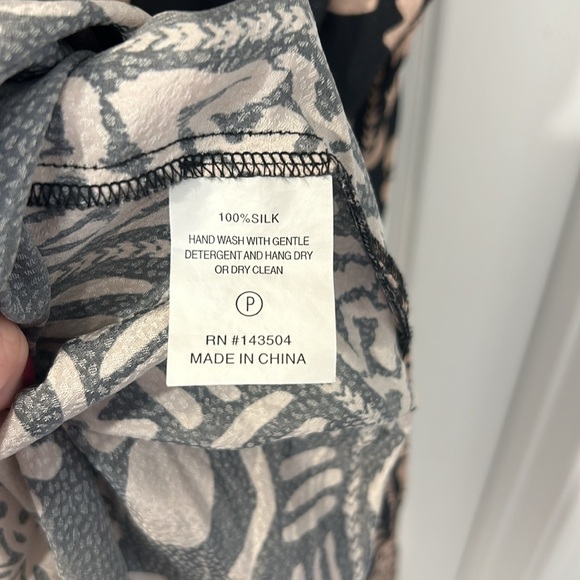 100%SILK
HAND WASH WITH GENTLE
DETERGENT AND HANG DRY
OR DRY CLEAN
P
RN #143504
MADE IN CHINA